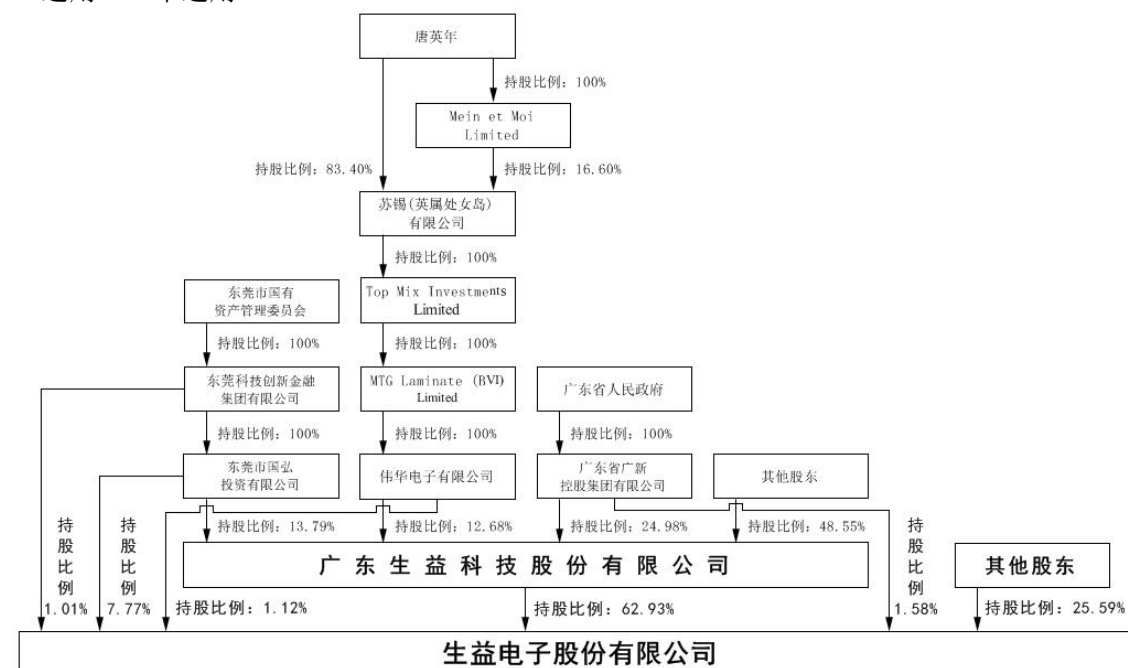 唐英年
持股比例：100%
Mein et Moi
Limited
持股比例：83.40%
持股比例：16.60%
苏锡(英属处女岛)
有限公司
持股比例：100%
东莞市国有
资产管理委员会
Top Mix Investments
Limited
持股比例：100%
持股比例：100%
东莞科技创新金融
集团有限公司
MTG Laminate (BVI)
Limited
广东省人民政府
持股比例：100%
持股比例：100%
持股比例：100%
东莞市国弘
投资有限公司
伟华电子有限公司
广东省广新
控股集团有限公司
其他股东
持股比例：13.79%
持股比例：12.68%
持股比例：24.98%
持股比例：48.55%
广东生益科技股份有限公司
其他股东
持股比例
1.01%
持股比例
7.77%
持股比例：1.12%
持股比例：62.93%
持股比例
1.58%
持股比例：25.59%
生益电子股份有限公司